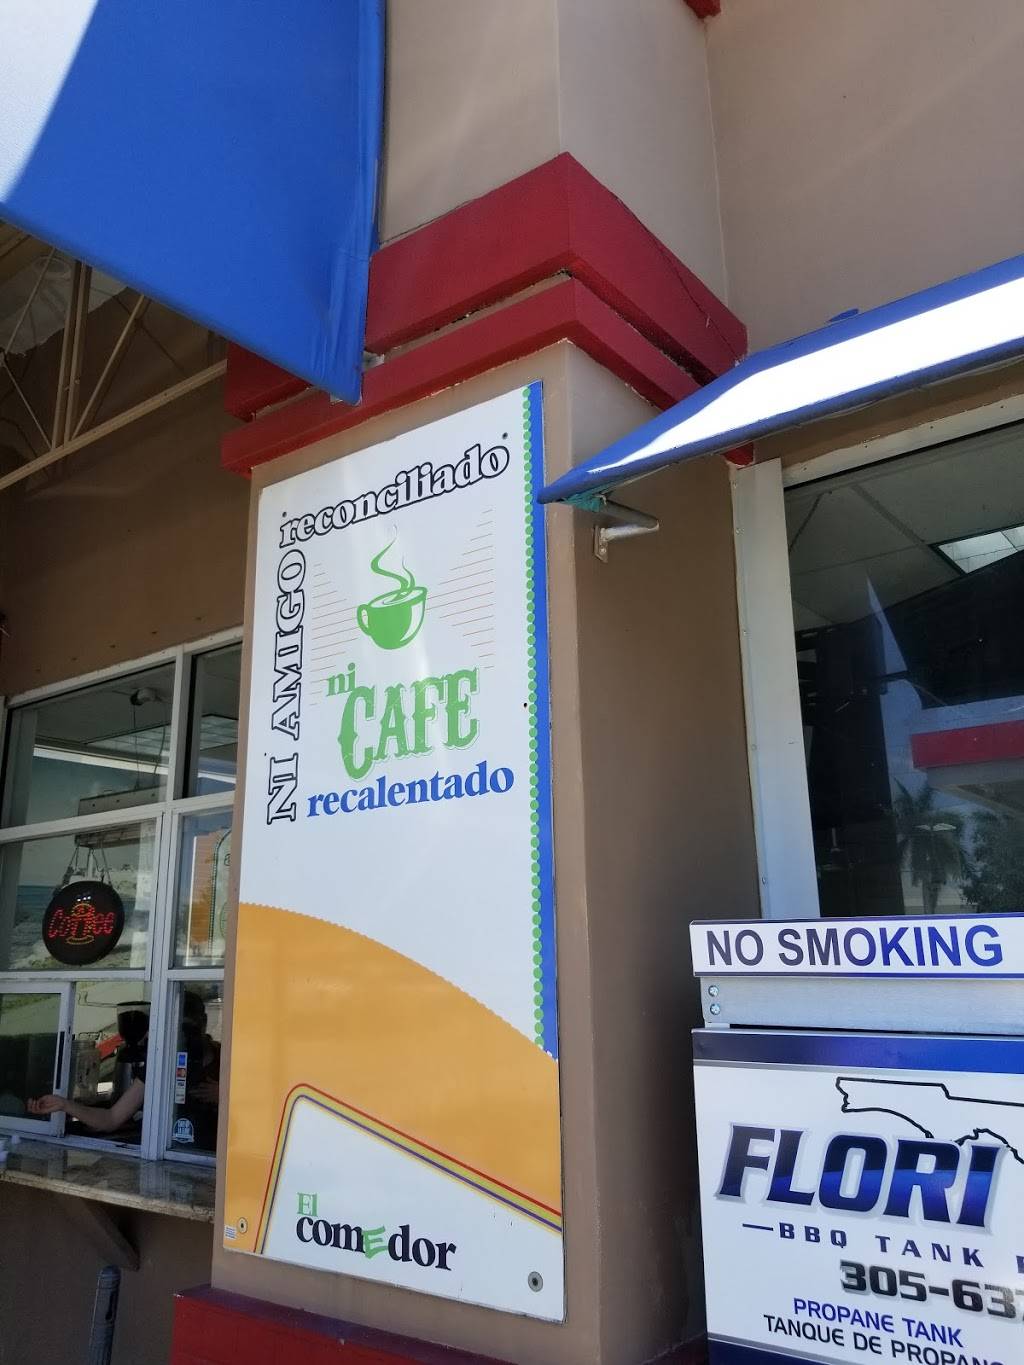 NI AMIGO
"reconciliado"
ni
CAFE
recalentado
Coffee
El
comEdor
NO SMOKING
FLORI
BBQ TANK
305-637
PROPANE TANK
TANQUE DE PROPANO